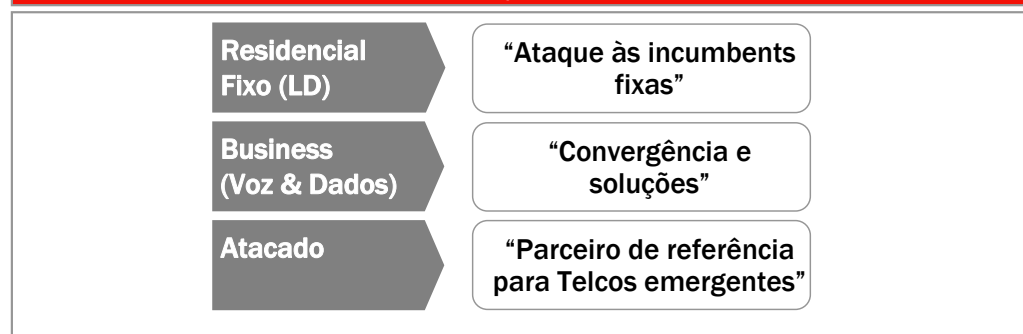 Residencial
Fixo (LD)
“Ataque às incumbents
fixas”
Business
(Voz & Dados)
“Convergência e
soluções”
Atacado
“Parceiro de referência
para Telcos emergentes”